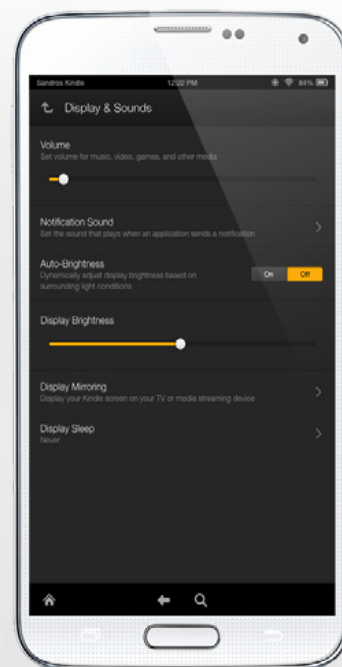 Sandros Kindle 12:22 PM 84%
Display & Sounds
Volume
Set volume for music, video, games, and other media
Notification Sound
Set the sound that plays when an application sends a notification
Auto-Brightness
Dynamically adjust display brightness based on
surrounding light conditions
On Off
Display Brightness
Display Mirroring
Display your Kindle screen on your TV or media streaming device
Display Sleep
Never